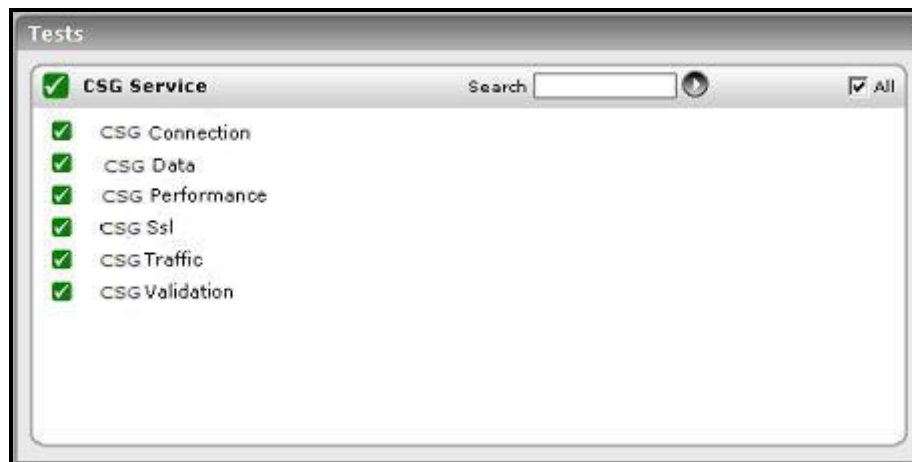 Tests
CSG Service Search All
CSG Connection
CSG Data
CSG Performance
CSG Ssl
CSG Traffic
CSG Validation